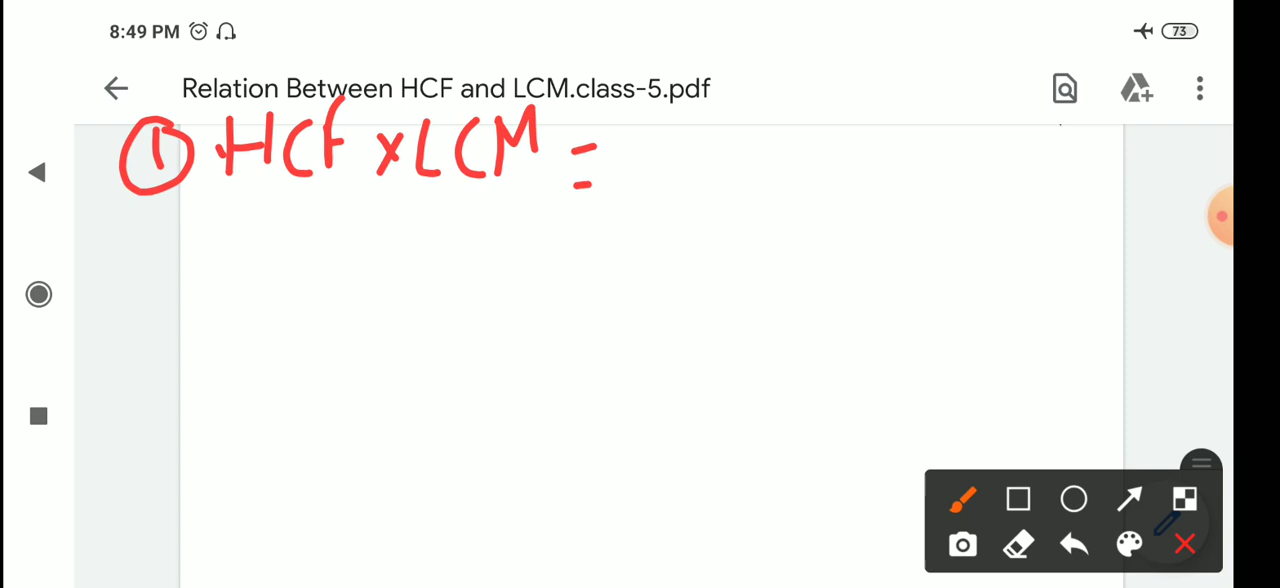 8:49 PM 73
Relation Between HCF and LCM.class-5.pdf
① HCF × LCM =